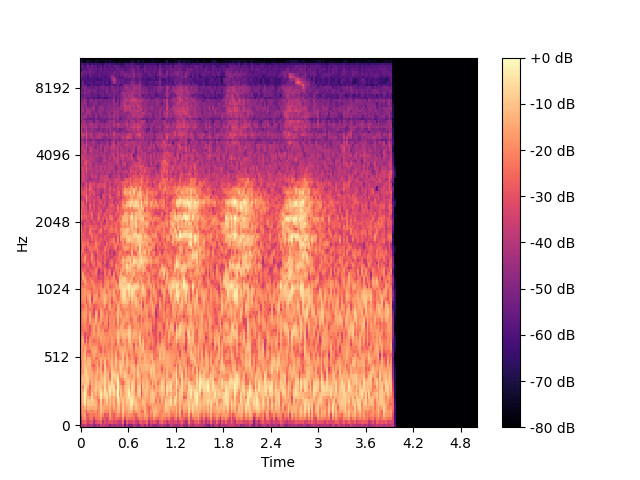 8192
4096
2048
1024
512
0
Hz
0 0.6 1.2 1.8 2.4 3 3.6 4.2 4.8
Time
+0 dB
-10 dB
-20 dB
-30 dB
-40 dB
-50 dB
-60 dB
-70 dB
-80 dB